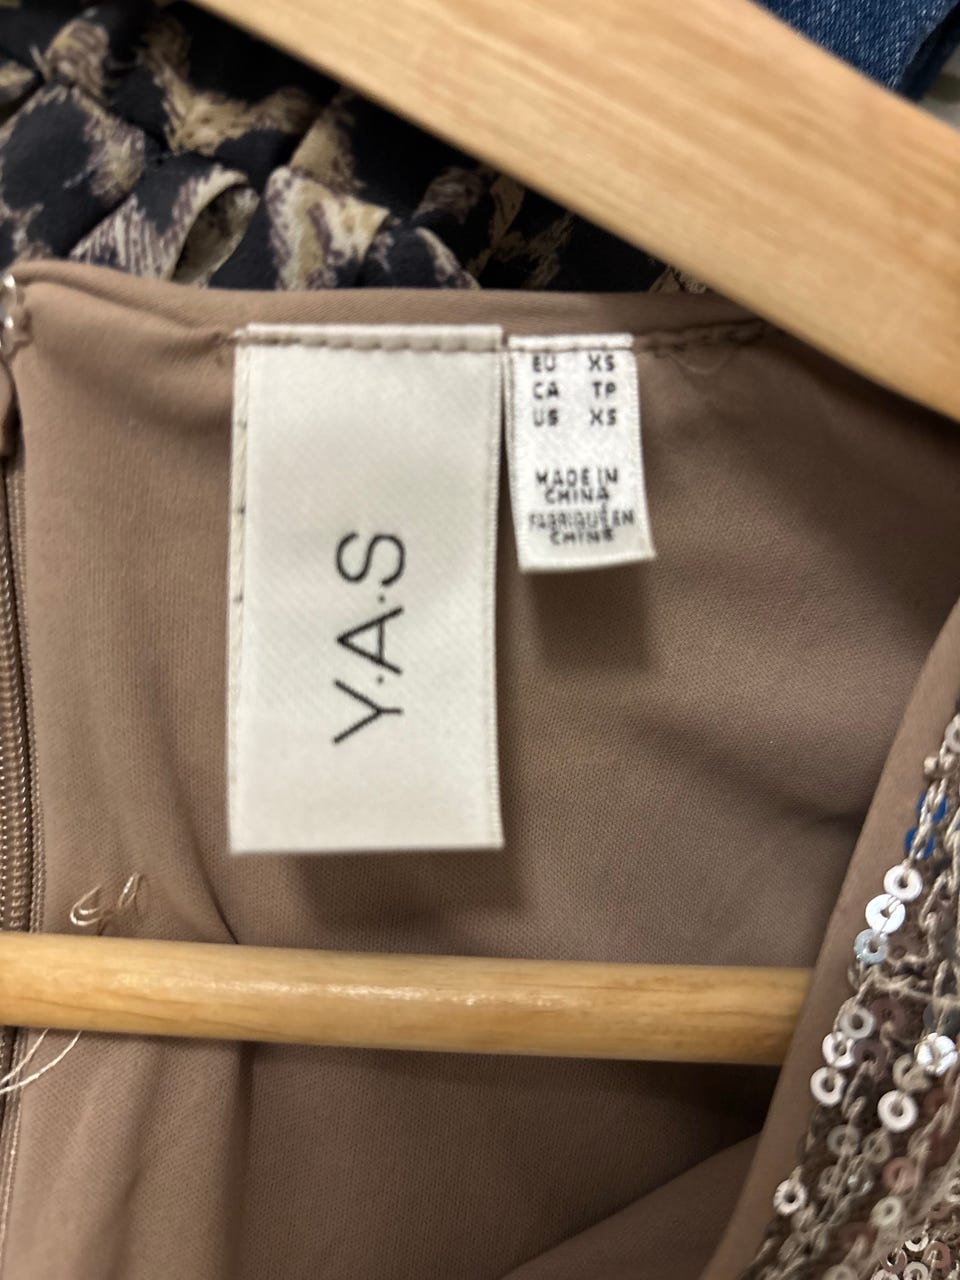 Y.A.S
EU XS
CA TP
US XS
MADE IN
CHINA
FABRIQUÉ EN
CHINE